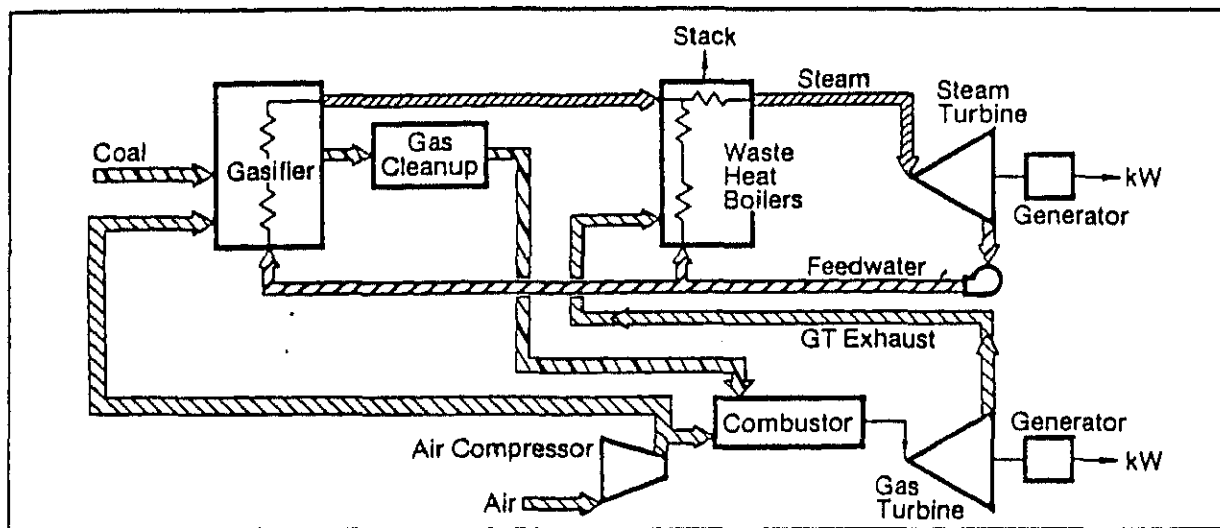 Stack
Steam
Steam
Turbine
Coal
Gasifier
Gas
Cleanup
Waste
Heat
Boilers
kW
Generator
Feedwater
GT Exhaust
Combustor
Generator
Air Compressor
kW
Air
Gas
Turbine